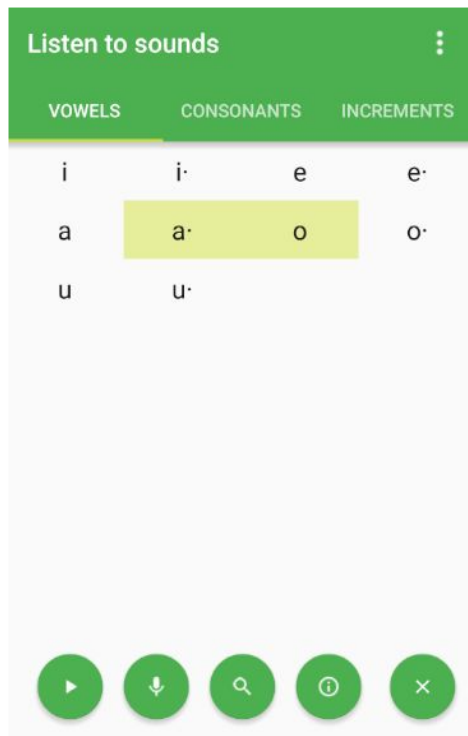 Listen to sounds
VOWELS CONSONANTS INCREMENTS
i i· e e·
a a· o o·
u u·